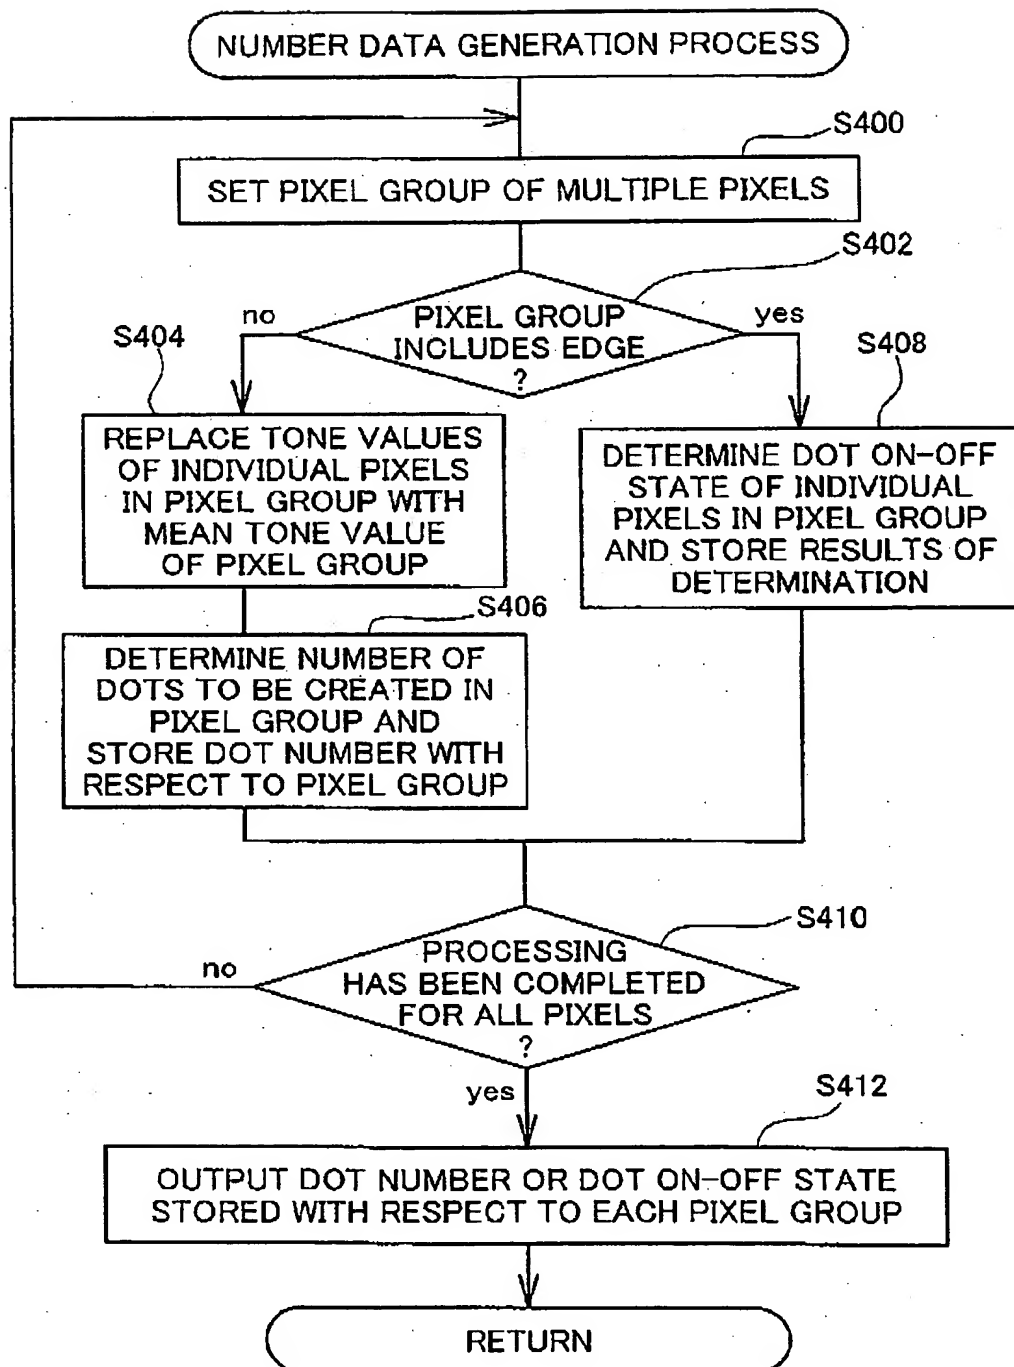 NUMBER DATA GENERATION PROCESS
S400
SET PIXEL GROUP OF MULTIPLE PIXELS
S402
no
PIXEL GROUP
INCLUDES EDGE
?
yes
S404
REPLACE TONE VALUES
OF INDIVIDUAL PIXELS
IN PIXEL GROUP WITH
MEAN TONE VALUE
OF PIXEL GROUP
S408
DETERMINE DOT ON-OFF
STATE OF INDIVIDUAL
PIXELS IN PIXEL GROUP
AND STORE RESULTS OF
DETERMINATION
S406
DETERMINE NUMBER OF
DOTS TO BE CREATED IN
PIXEL GROUP AND
STORE DOT NUMBER WITH
RESPECT TO PIXEL GROUP
S410
no
PROCESSING
HAS BEEN COMPLETED
FOR ALL PIXELS
?
yes
S412
OUTPUT DOT NUMBER OR DOT ON-OFF STATE
STORED WITH RESPECT TO EACH PIXEL GROUP
RETURN